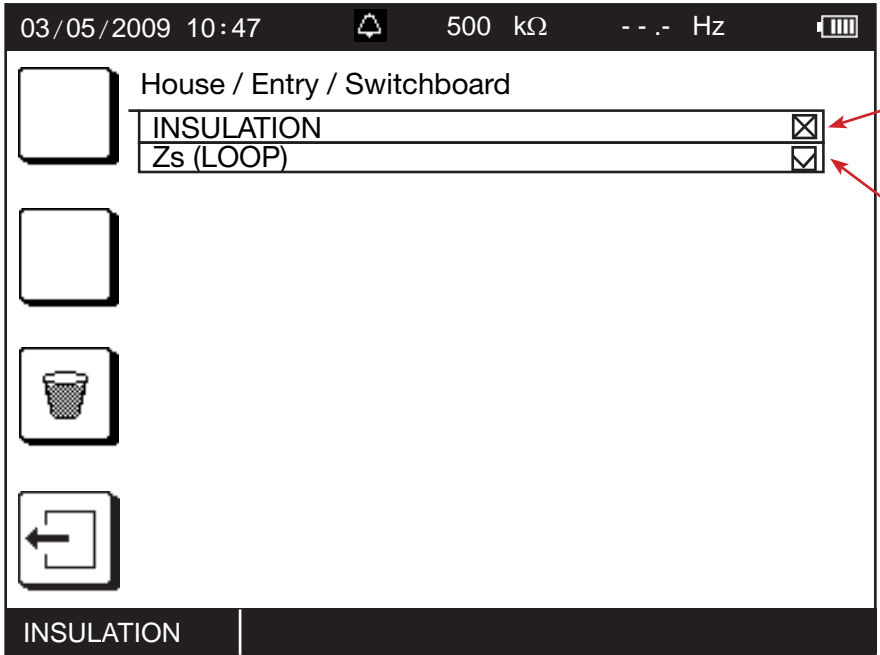 03/05/2009 10:47 500 kΩ - - .- Hz
House / Entry / Switchboard
INSULATION
Zs (LOOP)
INSULATION